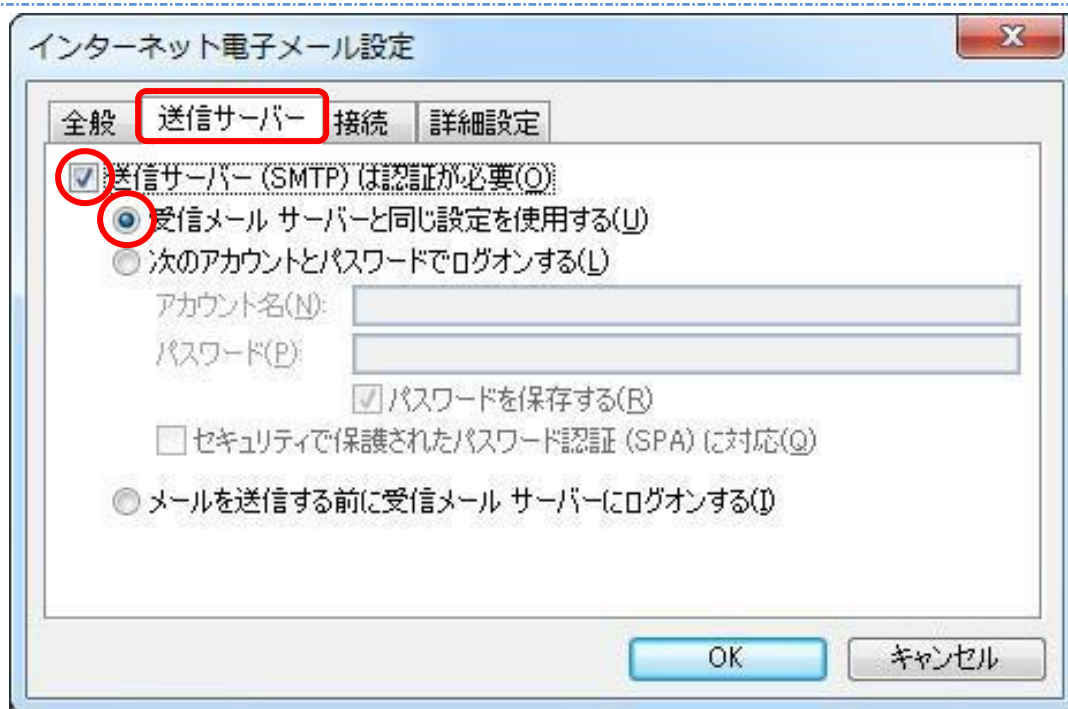 インターネット電子メール設定
全般 送信サーバー 接続 詳細設定
送信サーバー (SMTP) は認証が必要(O)
受信メール サーバーと同じ設定を使用する(U)
次のアカウントとパスワードでログオンする(L)
アカウント名(N):
パスワード(P):
パスワードを保存する(R)
セキュリティで保護されたパスワード認証 (SPA) に対応(Q)
メールを送信する前に受信メール サーバーにログオンする(I)
OK キャンセル